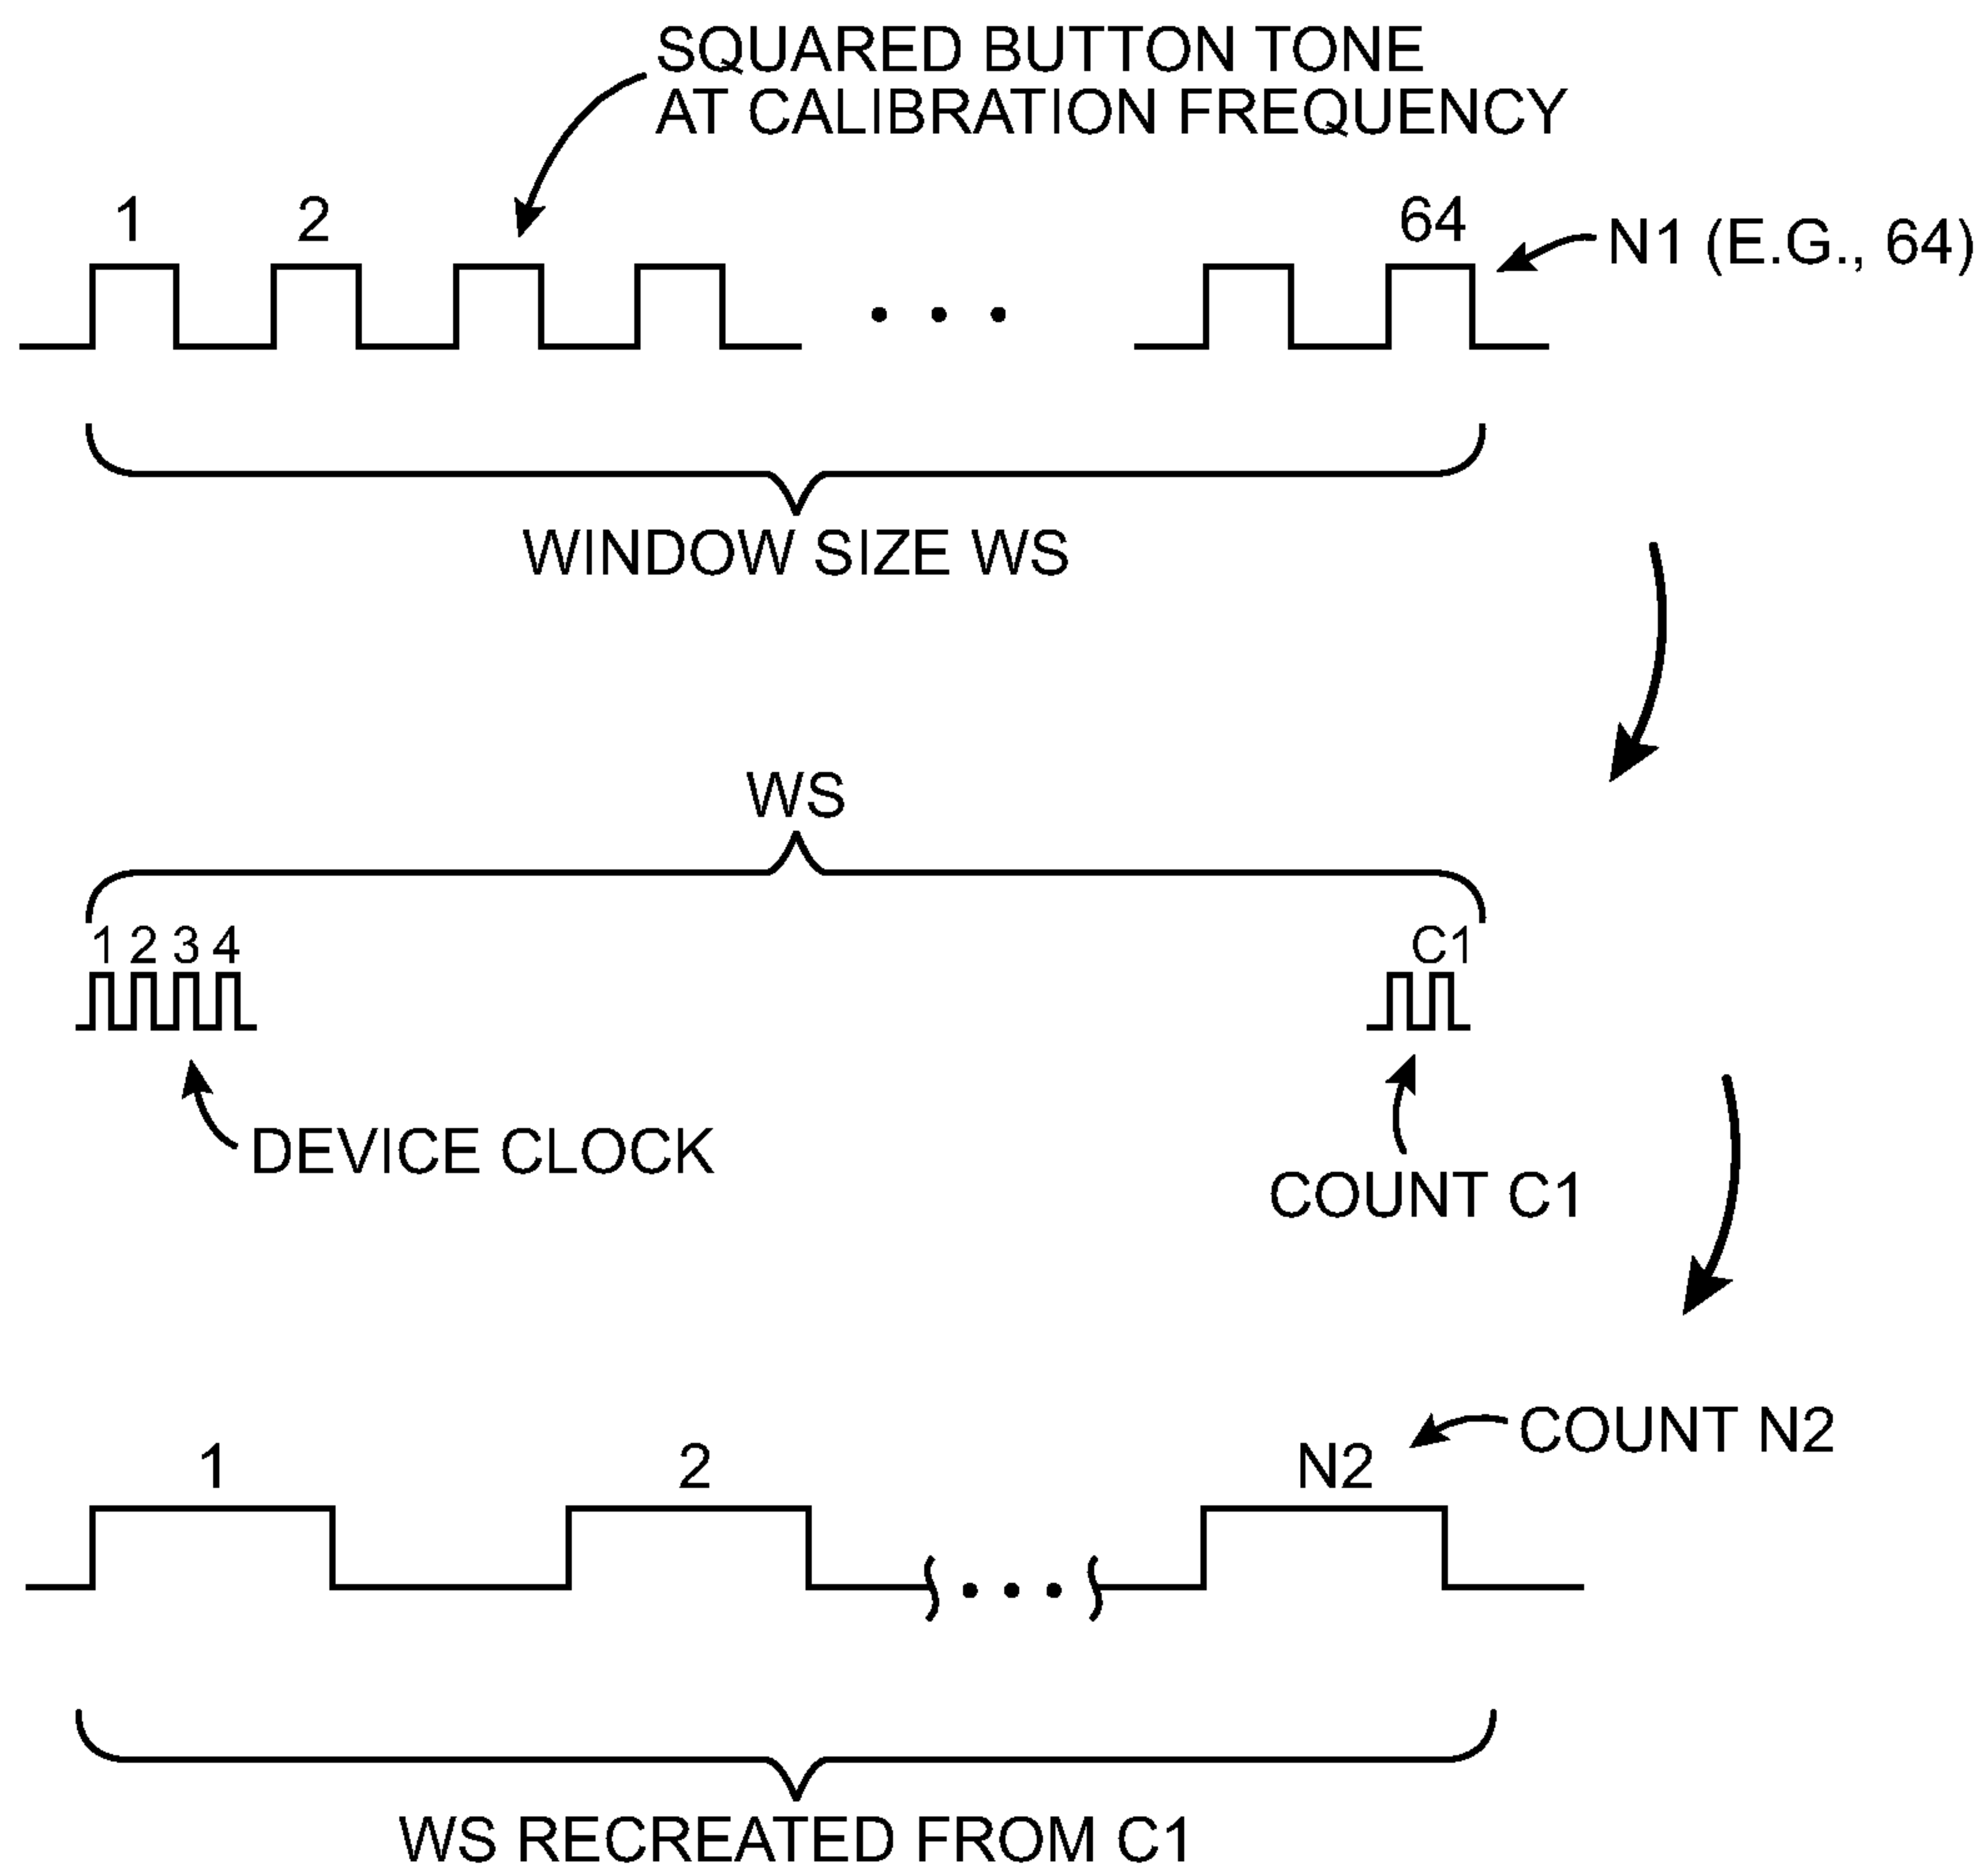 SQUARED BUTTON TONE
AT CALIBRATION FREQUENCY
1 2 64
N1 (E.G., 64)
WINDOW SIZE WS
WS
1 2 3 4 C1
DEVICE CLOCK
COUNT C1
COUNT N2
1 2 N2
WS RECREATED FROM C1